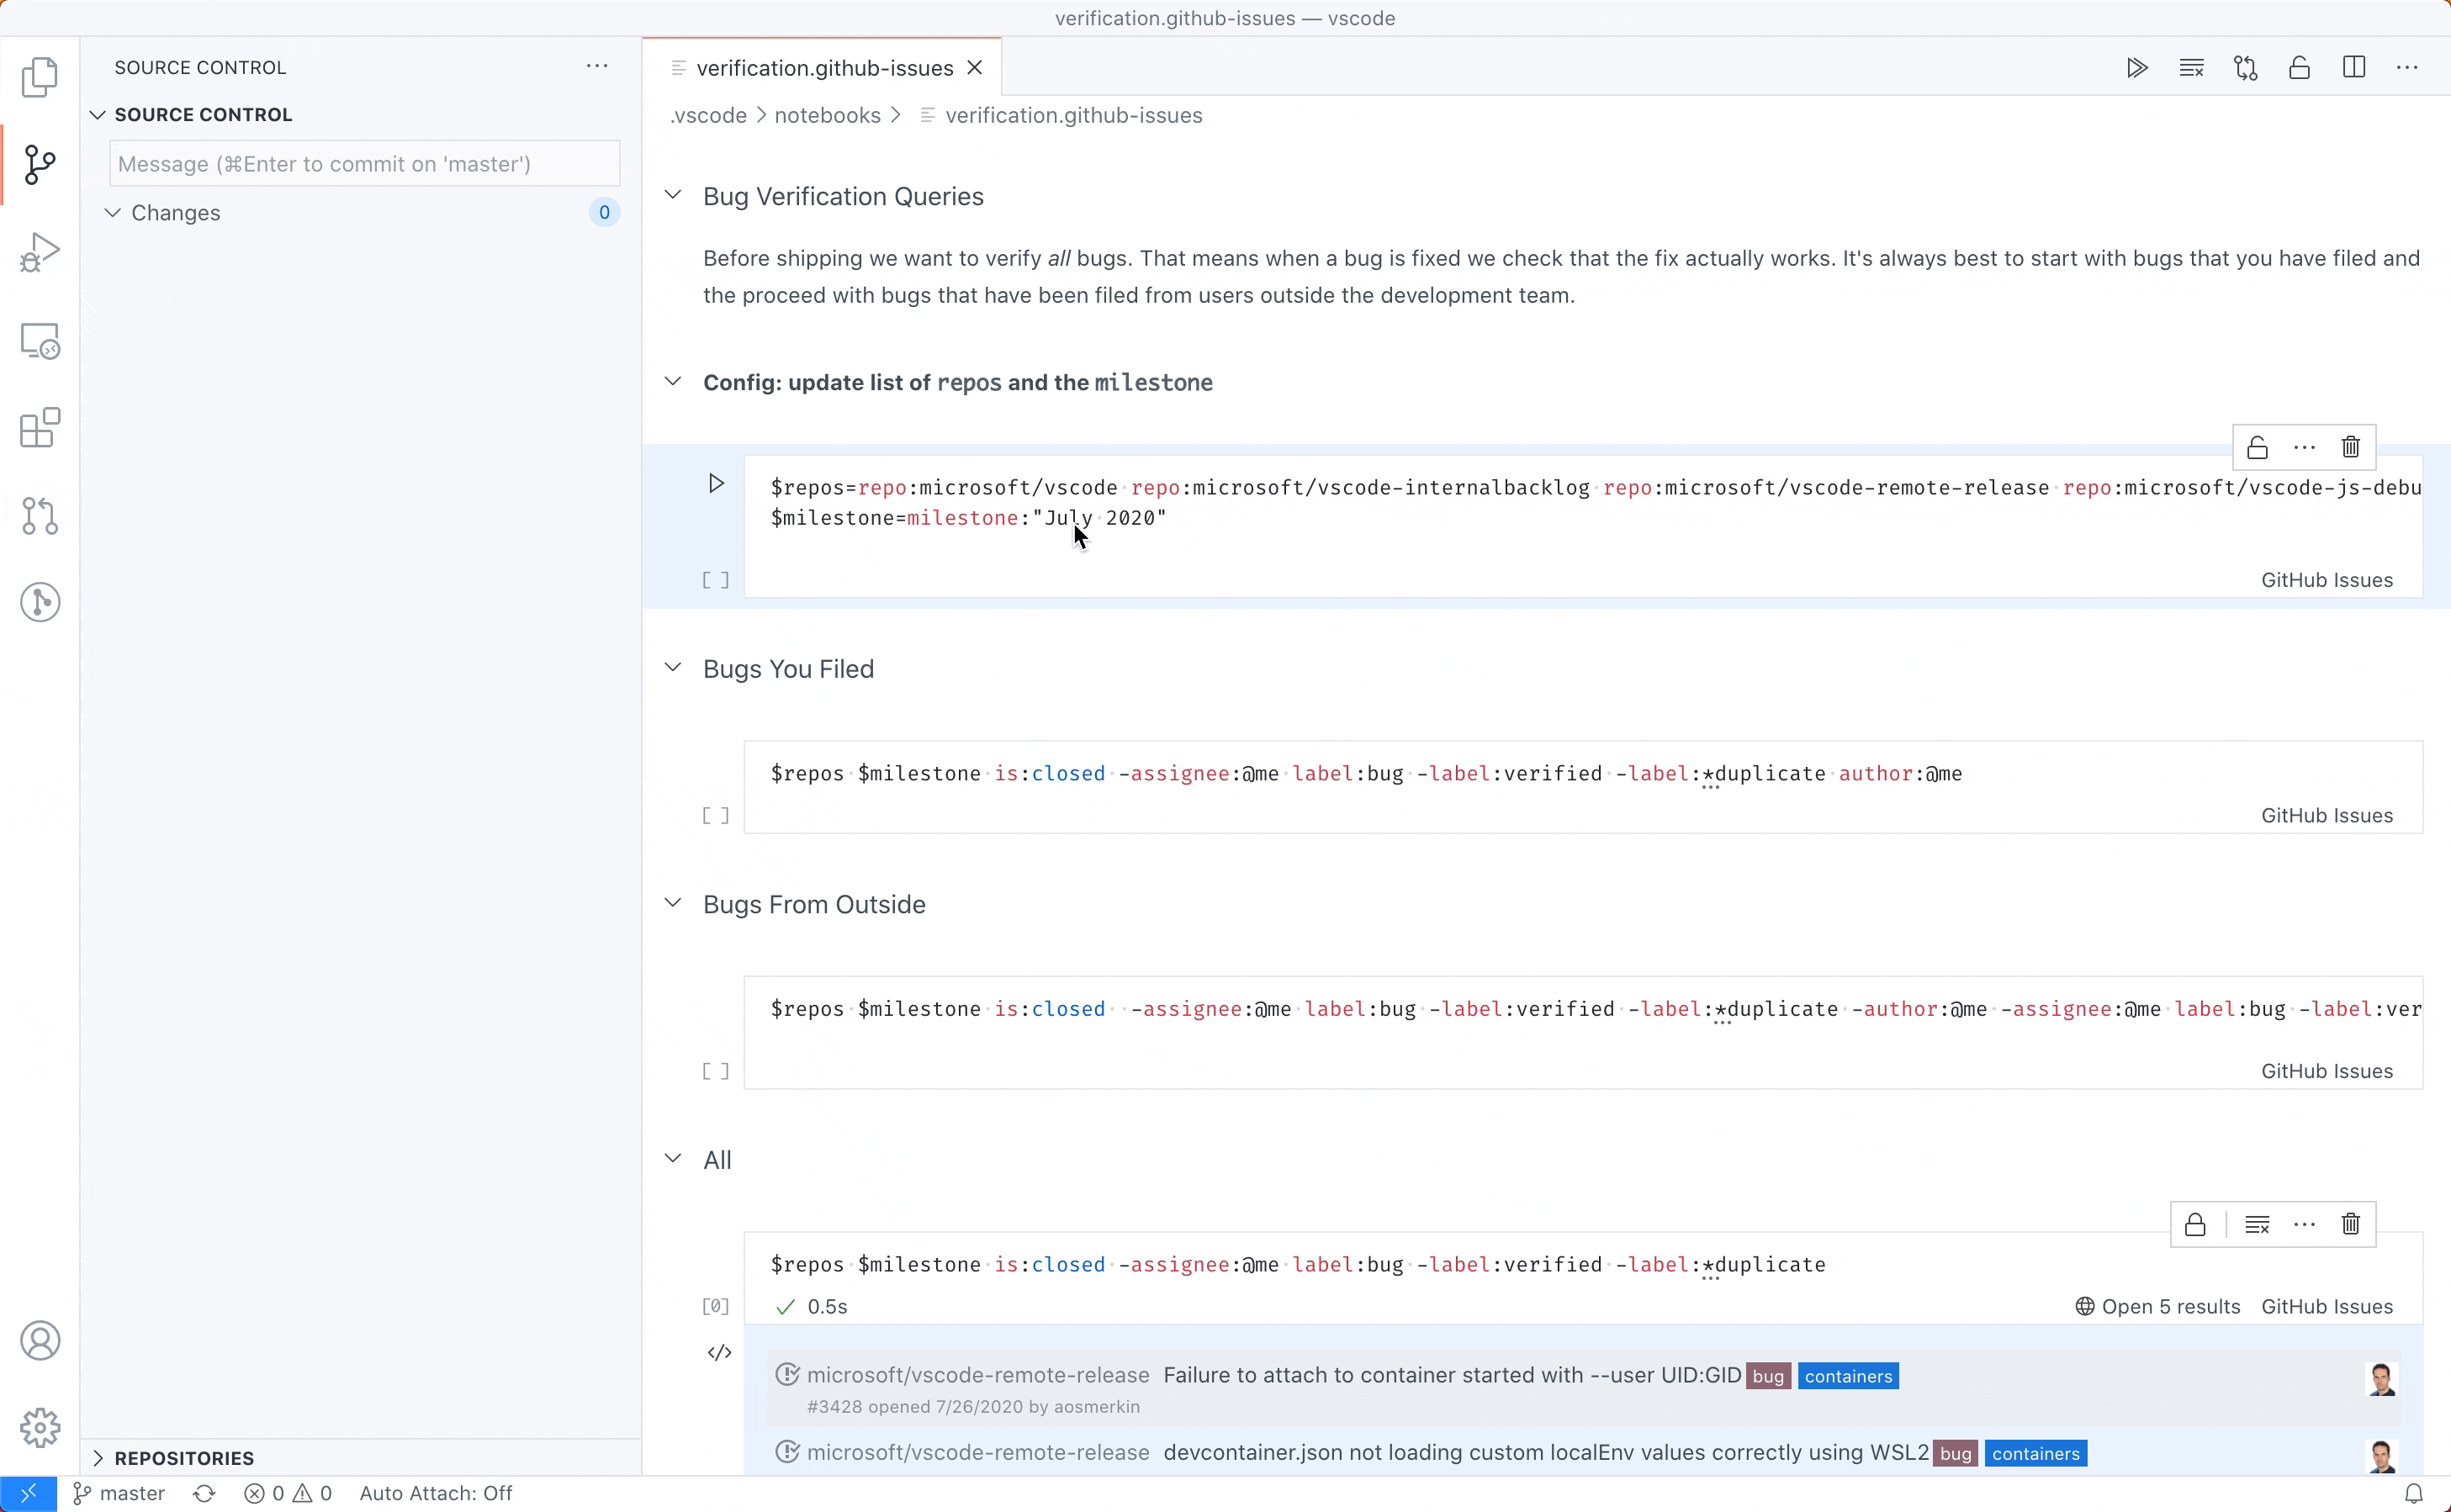 verification.github-issues — vscode
SOURCE CONTROL
SOURCE CONTROL
Message (⌘Enter to commit on 'master')
Changes 0
REPOSITORIES
verification.github-issues
.vscode > notebooks > verification.github-issues
Bug Verification Queries
Before shipping we want to verify all bugs. That means when a bug is fixed we check that the fix actually works. It's always best to start with bugs that you have filed and
the proceed with bugs that have been filed from users outside the development team.
Config: update list of repos and the milestone
$repos=repo:microsoft/vscode repo:microsoft/vscode-internalbacklog repo:microsoft/vscode-remote-release repo:microsoft/vscode-js-debu
$milestone=milestone:"July 2020"
[ ] GitHub Issues
Bugs You Filed
$repos $milestone is:closed -assignee:@me label:bug -label:verified -label:*duplicate author:@me
[ ] GitHub Issues
Bugs From Outside
$repos $milestone is:closed  -assignee:@me label:bug -label:verified -label:*duplicate -author:@me -assignee:@me label:bug -label:ver
[ ] GitHub Issues
All
$repos $milestone is:closed -assignee:@me label:bug -label:verified -label:*duplicate
[0] ✓ 0.5s Open 5 results GitHub Issues
</> 
microsoft/vscode-remote-release Failure to attach to container started with --user UID:GID bug containers
#3428 opened 7/26/2020 by aosmerkin
microsoft/vscode-remote-release devcontainer.json not loading custom localEnv values correctly using WSL2 bug containers
master 0 0 Auto Attach: Off